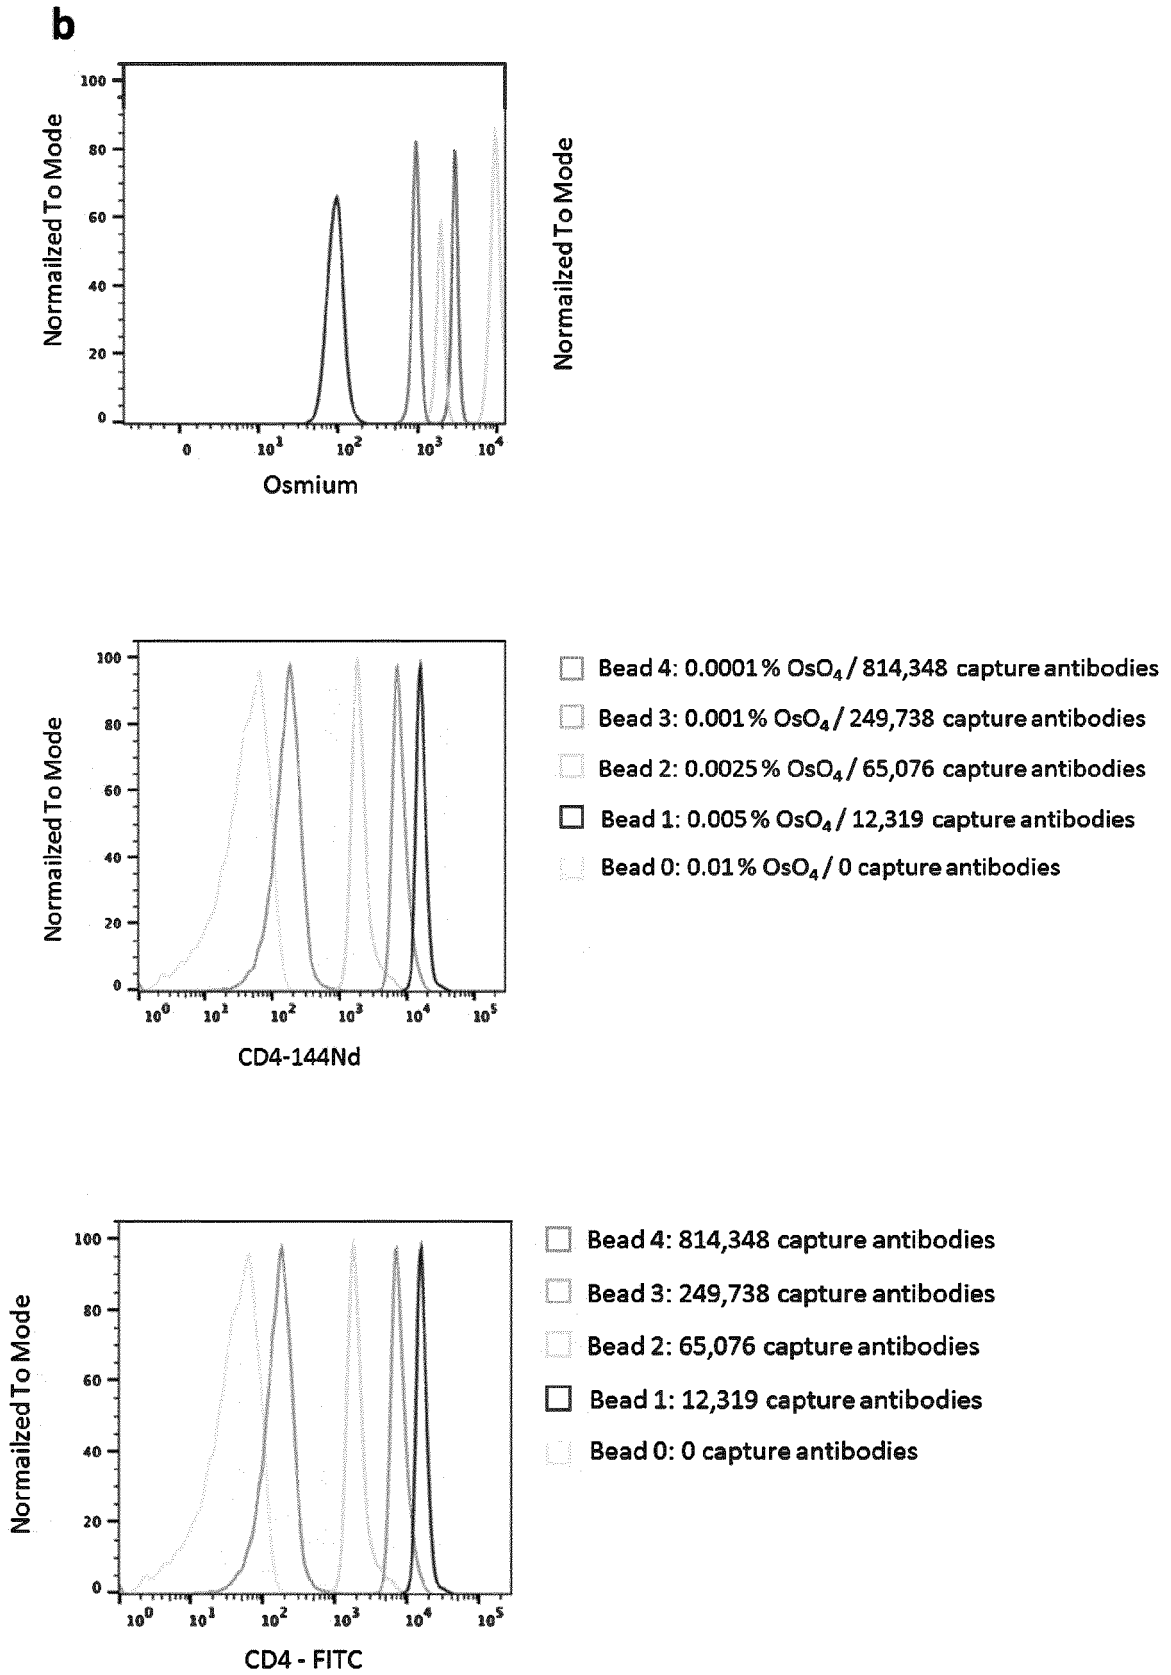 b
Normailzed To Mode
100
80
60
40
20
0
0 10¹ 10² 10³ 10⁴
Osmium
Normailzed To Mode
Normailzed To Mode
100
80
60
40
20
0
10⁰ 10¹ 10² 10³ 10⁴ 10⁵
CD4-144Nd
Bead 4: 0.0001% OsO₄ / 814,348 capture antibodies
Bead 3: 0.001% OsO₄ / 249,738 capture antibodies
Bead 2: 0.0025% OsO₄ / 65,076 capture antibodies
Bead 1: 0.005% OsO₄ / 12,319 capture antibodies
Bead 0: 0.01% OsO₄ / 0 capture antibodies
Normailzed To Mode
100
80
60
40
20
0
10⁰ 10¹ 10² 10³ 10⁴ 10⁵
CD4 - FITC
Bead 4: 814,348 capture antibodies
Bead 3: 249,738 capture antibodies
Bead 2: 65,076 capture antibodies
Bead 1: 12,319 capture antibodies
Bead 0: 0 capture antibodies